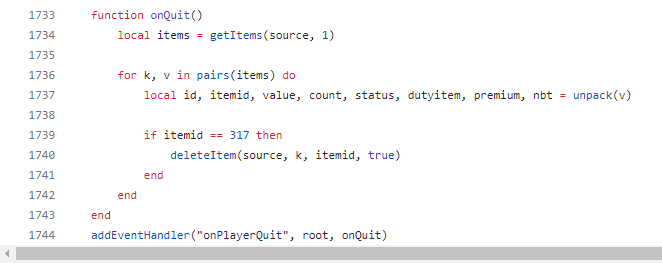 1733 function onQuit()
1734 local items = getItems(source, 1)
1735
1736 for k, v in pairs(items) do
1737 local id, itemid, value, count, status, dutyitem, premium, nbt = unpack(v)
1738
1739 if itemid == 317 then
1740 deleteItem(source, k, itemid, true)
1741 end
1742 end
1743 end
1744 addEventHandler("onPlayerQuit", root, onQuit)